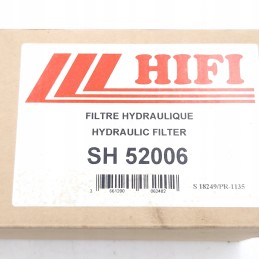 HIFI
FILTRE HYDRAULIQUE
HYDRAULIC FILTER
SH 52006
S 18249/PR-1135